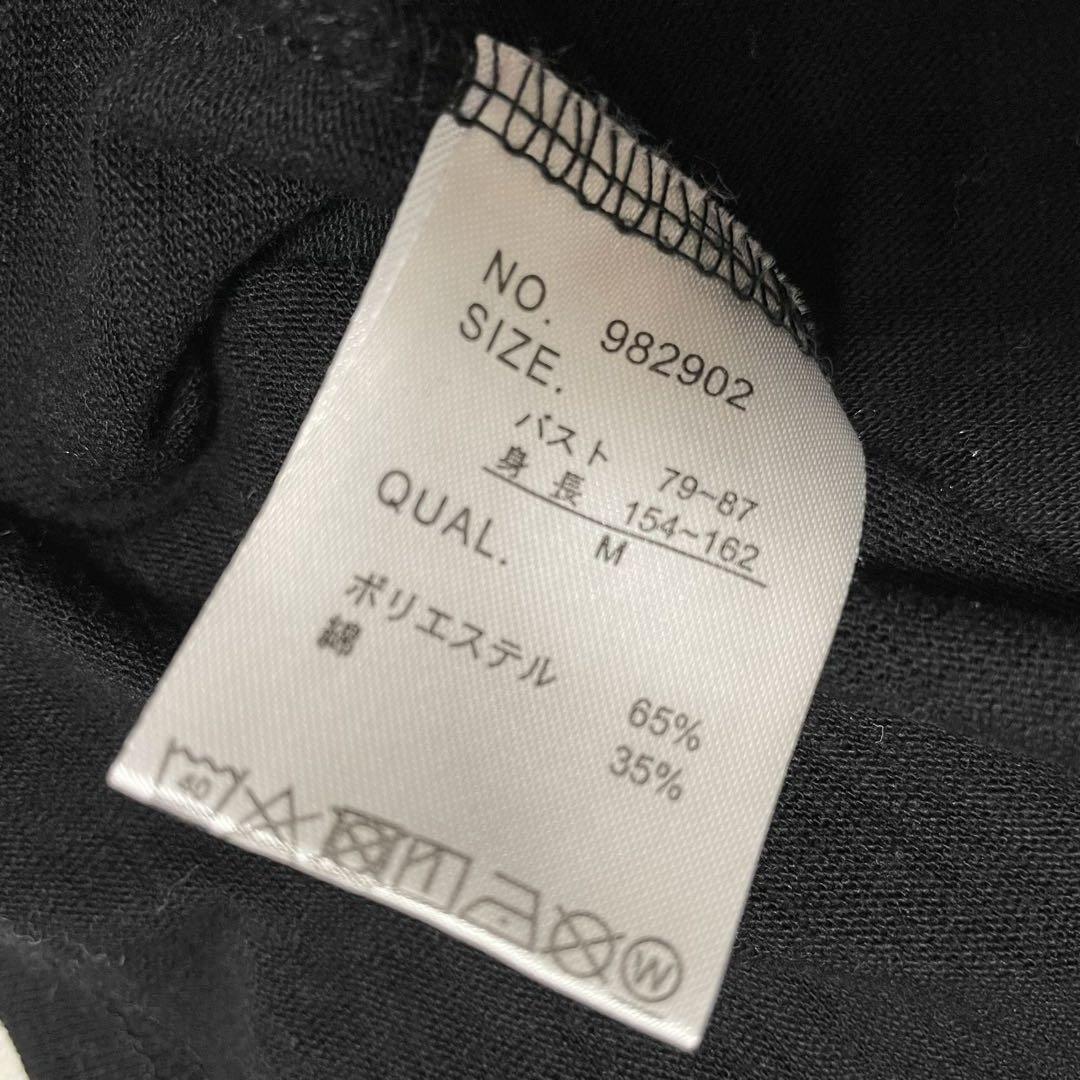 NO. 982902
SIZE.
バスト 79~87
身長 154~162
M
QUAL.
ポリエステル 65%
綿 35%
40
W